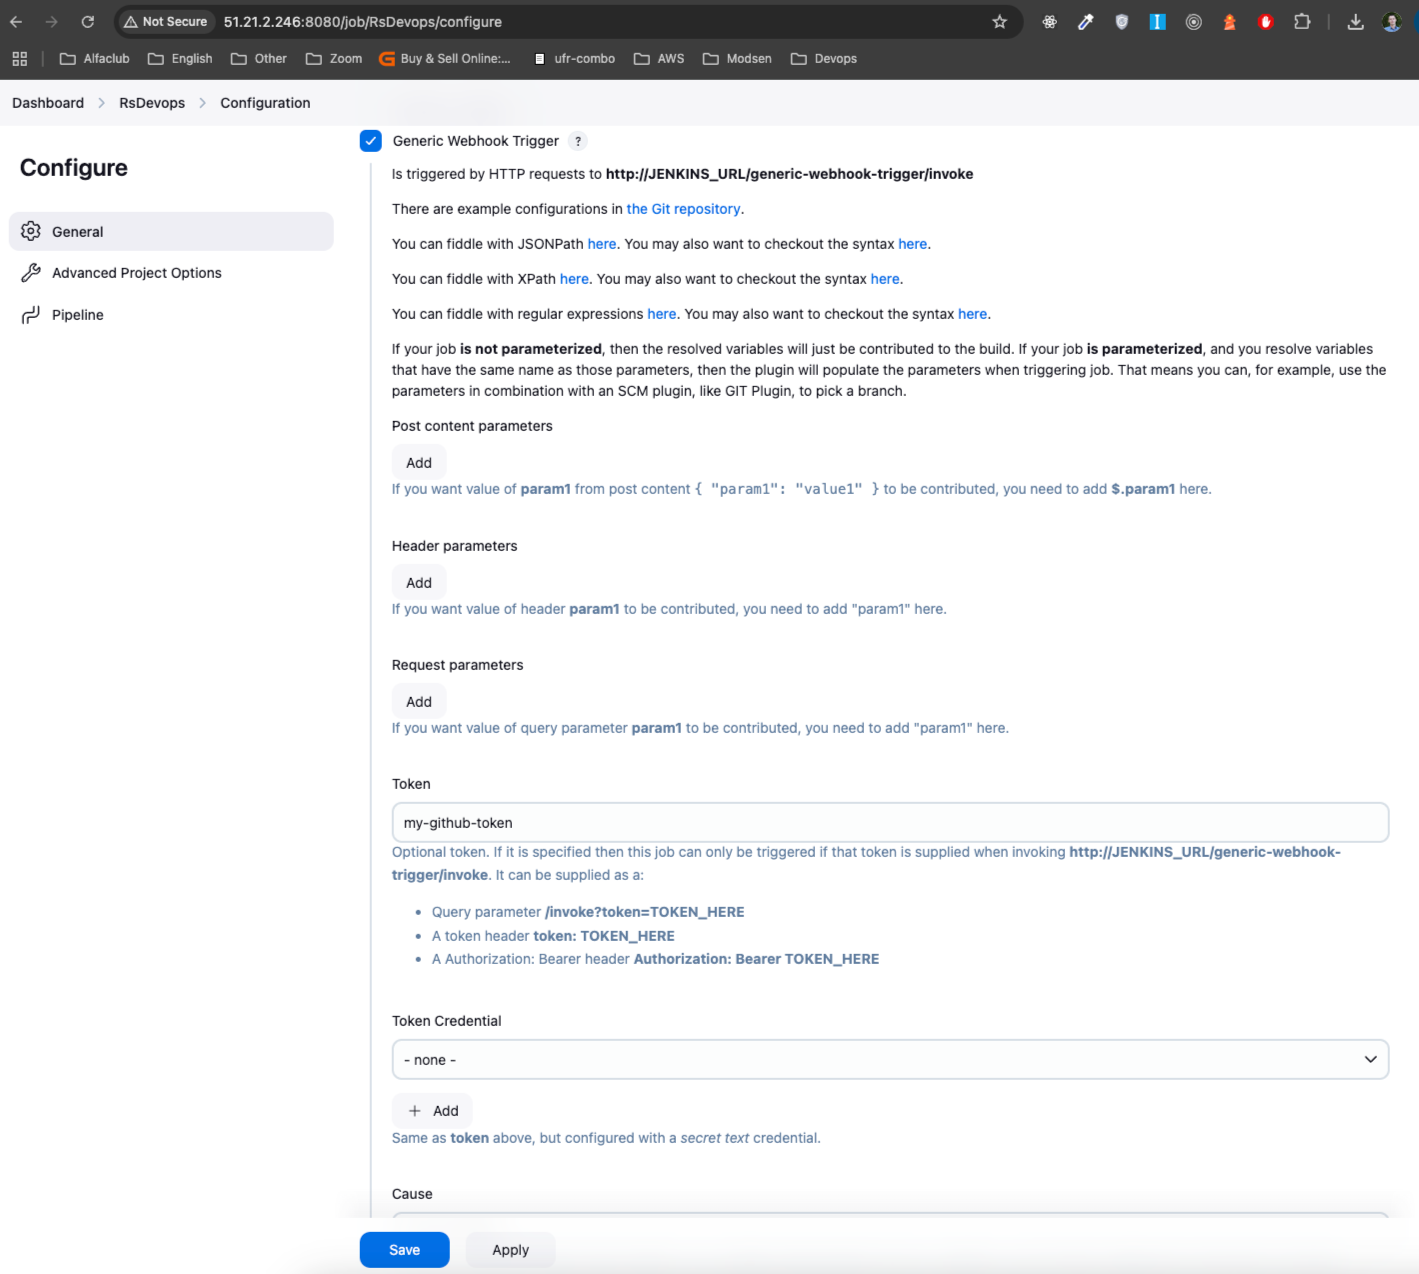 Not Secure 51.21.2.246:8080/job/RsDevops/configure
Alfaclub English Other Zoom Buy & Sell Online:... ufr-combo AWS Modsen Devops
Dashboard RsDevops Configuration
Configure
General
Advanced Project Options
Pipeline
Generic Webhook Trigger ?
Is triggered by HTTP requests to http://JENKINS_URL/generic-webhook-trigger/invoke
There are example configurations in the Git repository.
You can fiddle with JSONPath here. You may also want to checkout the syntax here.
You can fiddle with XPath here. You may also want to checkout the syntax here.
You can fiddle with regular expressions here. You may also want to checkout the syntax here.
If your job is not parameterized, then the resolved variables will just be contributed to the build. If your job is parameterized, and you resolve variables
that have the same name as those parameters, then the plugin will populate the parameters when triggering job. That means you can, for example, use the
parameters in combination with an SCM plugin, like GIT Plugin, to pick a branch.
Post content parameters
Add
If you want value of param1 from post content { "param1": "value1" } to be contributed, you need to add $.param1 here.
Header parameters
Add
If you want value of header param1 to be contributed, you need to add "param1" here.
Request parameters
Add
If you want value of query parameter param1 to be contributed, you need to add "param1" here.
Token
my-github-token
Optional token. If it is specified then this job can only be triggered if that token is supplied when invoking http://JENKINS_URL/generic-webhook-
trigger/invoke. It can be supplied as a:
• Query parameter /invoke?token=TOKEN_HERE
• A token header token: TOKEN_HERE
• A Authorization: Bearer header Authorization: Bearer TOKEN_HERE
Token Credential
- none -
+ Add
Same as token above, but configured with a secret text credential.
Cause
Save Apply